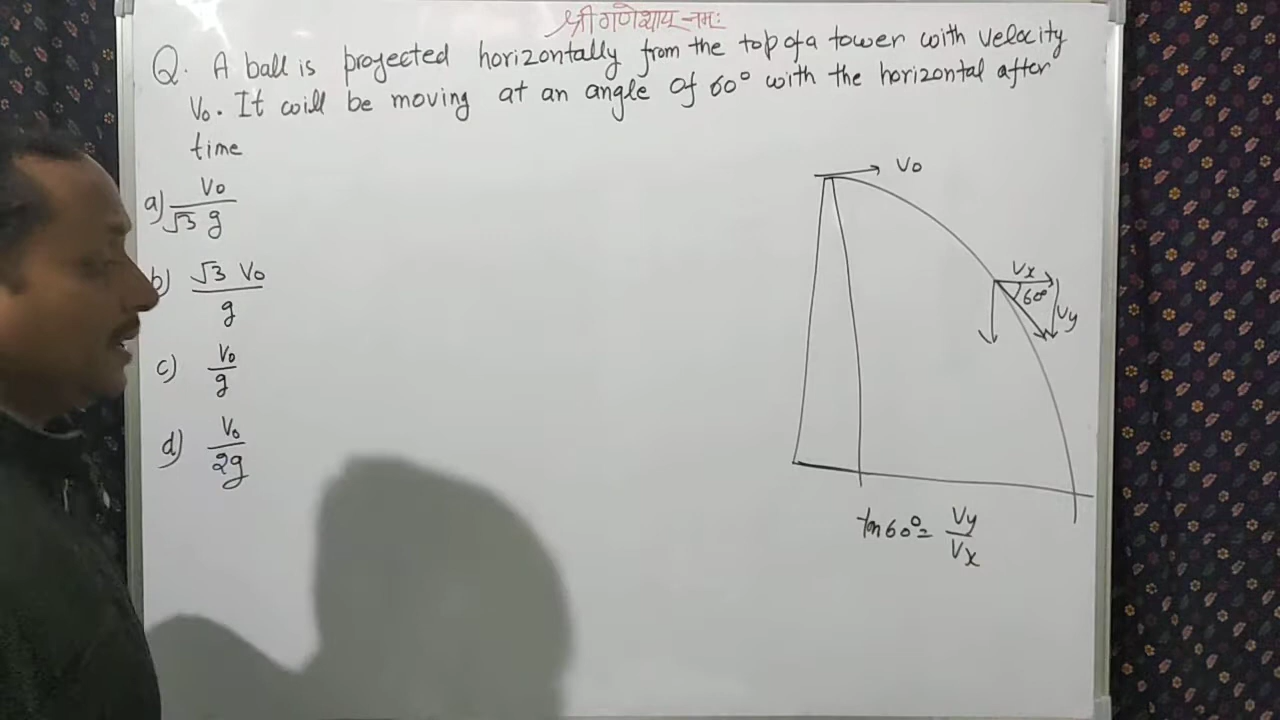 श्री गणेशाय नमः
Q. A ball is projected horizontally from the top of a tower with velocity
V₀. It will be moving at an angle of 60° with the horizontal after
time
a) V₀/√3 g
b) √3 V₀/g
c) V₀/g
d) V₀/2g
V₀
Vx
60°
Vy
tan 60° = Vy/Vx